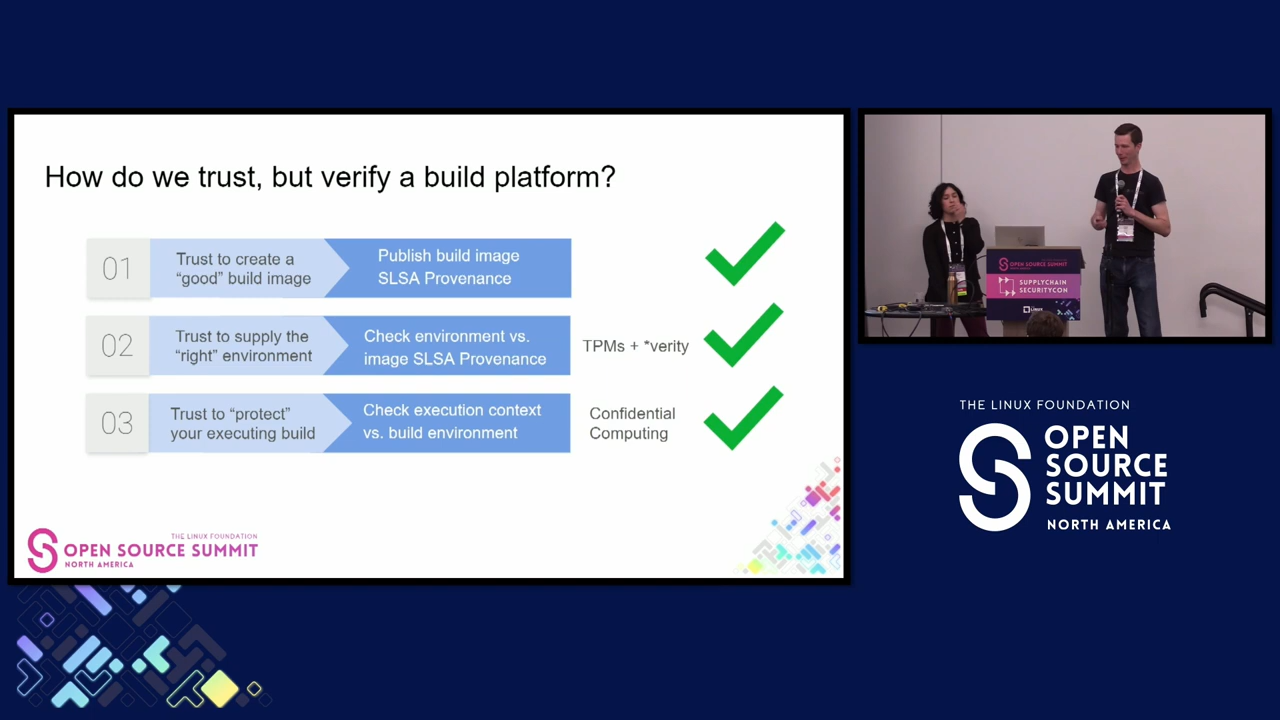 How do we trust, but verify a build platform?
01
Trust to create a
“good” build image
Publish build image
SLSA Provenance
02
Trust to supply the
“right” environment
Check environment vs.
image SLSA Provenance
TPMs + *verity
03
Trust to “protect”
your executing build
Check execution context
vs. build environment
Confidential
Computing
THE LINUX FOUNDATION
OPEN SOURCE SUMMIT
NORTH AMERICA
OPEN SOURCE SUMMIT
SUPPLYCHAIN
SECURITYCON
THE LINUX FOUNDATION
OPEN
SOURCE
SUMMIT
NORTH AMERICA